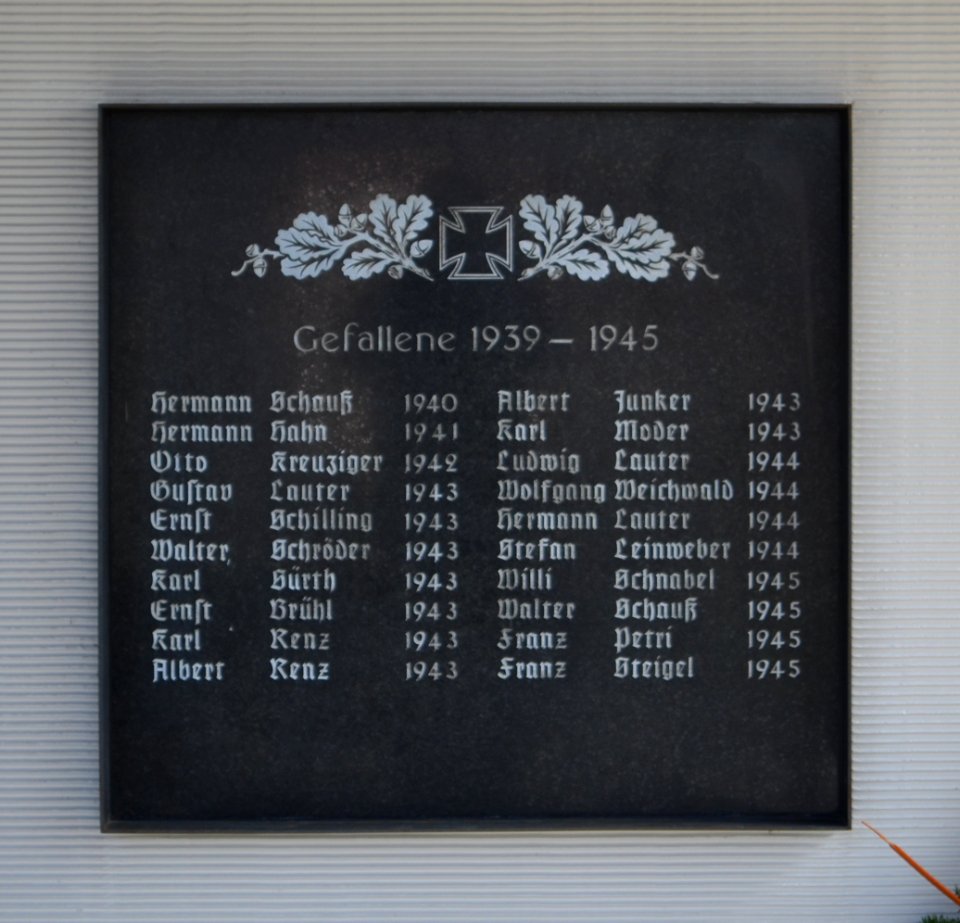 Gefallene 1939 – 1945
Hermann Schauß 1940
Hermann Hahn 1941
Otto Kreuziger 1942
Guſtav Lauter 1943
Ernſt Schilling 1943
Walter Schröder 1943
Karl Sürth 1943
Ernſt Brühl 1943
Karl Renz 1943
Albert Renz 1943
Albert Junker 1943
Karl Moder 1943
Ludwig Lauter 1944
Wolfgang Weichwald 1944
Hermann Lauter 1944
Stefan Leinweber 1944
Willi Schnabel 1945
Walter Schauß 1945
Franz Petri 1945
Franz Steigel 1945